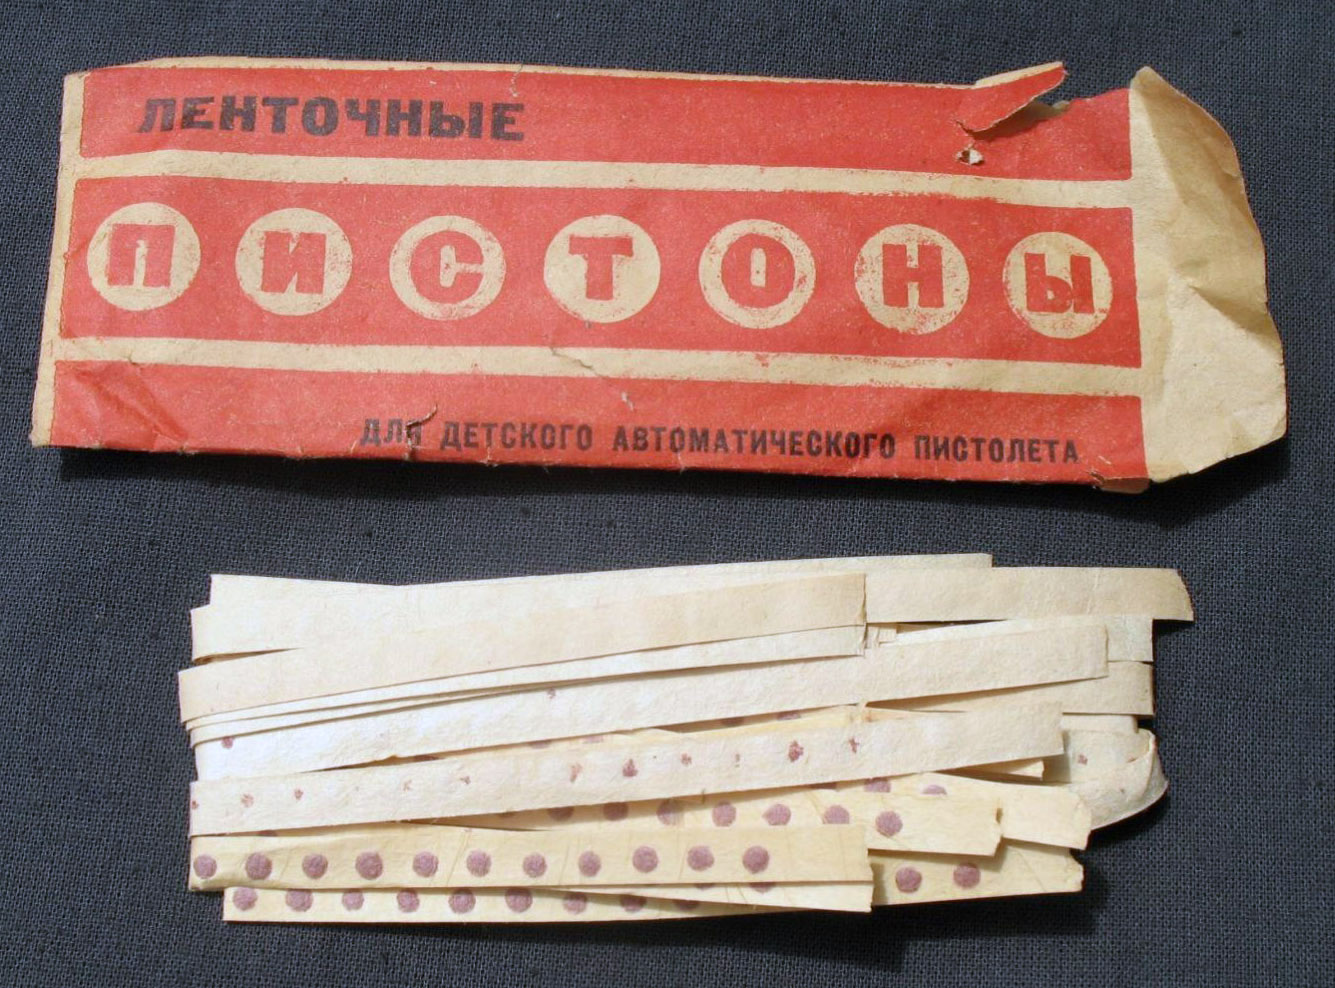 ЛЕНТОЧНЫЕ
ПИСТОНЫ
ДЛЯ ДЕТСКОГО АВТОМАТИЧЕСКОГО ПИСТОЛЕТА